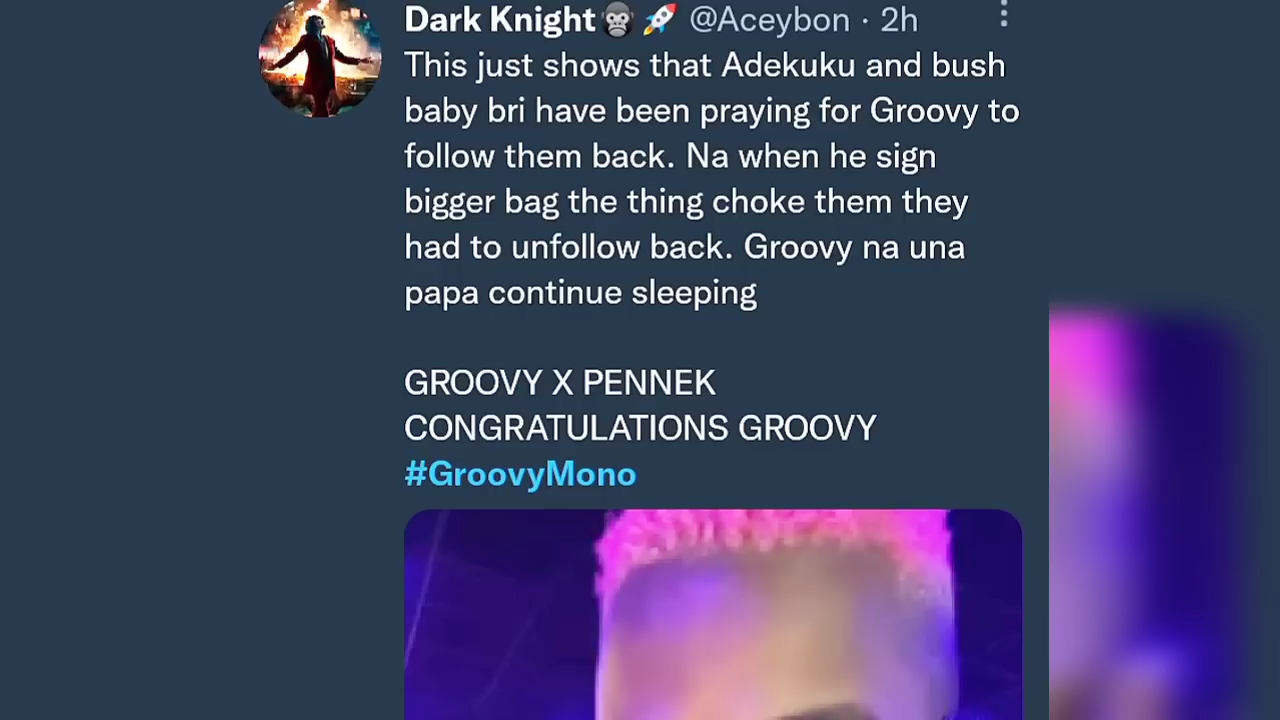 Dark Knight🦍🚀 @Aceybon · 2h
This just shows that Adekuku and bush
baby bri have been praying for Groovy to
follow them back. Na when he sign
bigger bag the thing choke them they
had to unfollow back. Groovy na una
papa continue sleeping
GROOVY X PENNEK
CONGRATULATIONS GROOVY
#GroovyMono